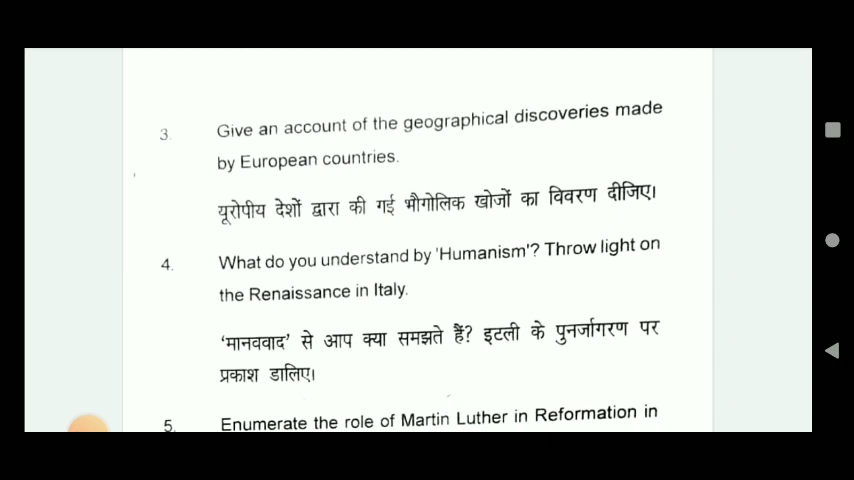 3. Give an account of the geographical discoveries made
by European countries.
यूरोपीय देशों द्वारा की गई भौगोलिक खोजों का विवरण दीजिए।
4. What do you understand by 'Humanism'? Throw light on
the Renaissance in Italy.
'मानववाद' से आप क्या समझते हैं? इटली के पुनर्जागरण पर
प्रकाश डालिए।
5. Enumerate the role of Martin Luther in Reformation in